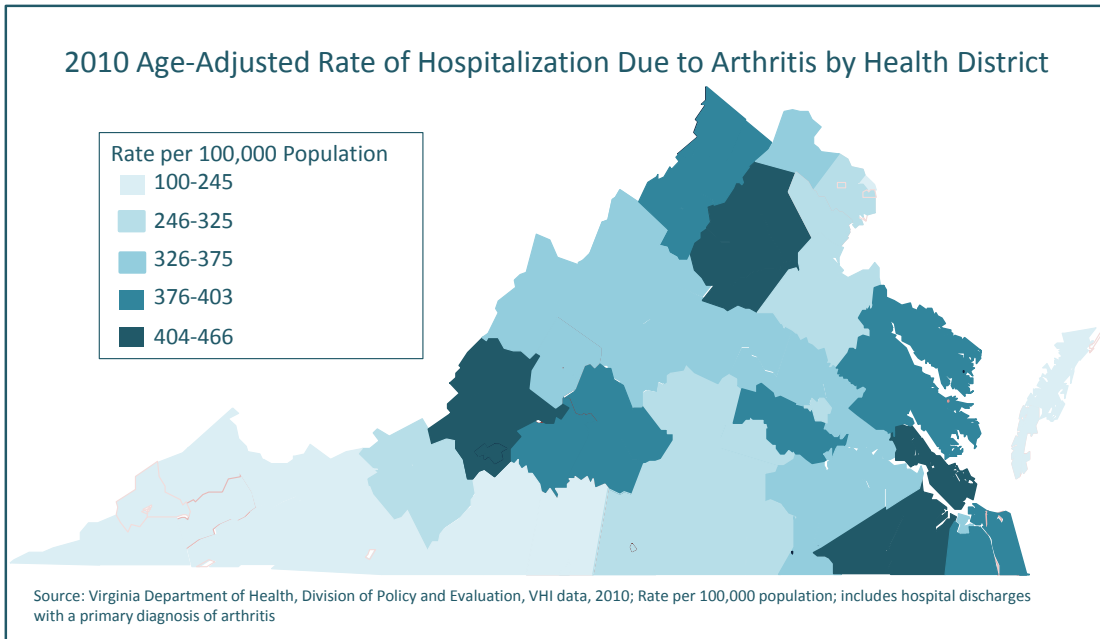 2010 Age-Adjusted Rate of Hospitalization Due to Arthritis by Health District
Rate per 100,000 Population
100-245
246-325
326-375
376-403
404-466
Source: Virginia Department of Health, Division of Policy and Evaluation, VHI data, 2010; Rate per 100,000 population; includes hospital discharges
with a primary diagnosis of arthritis